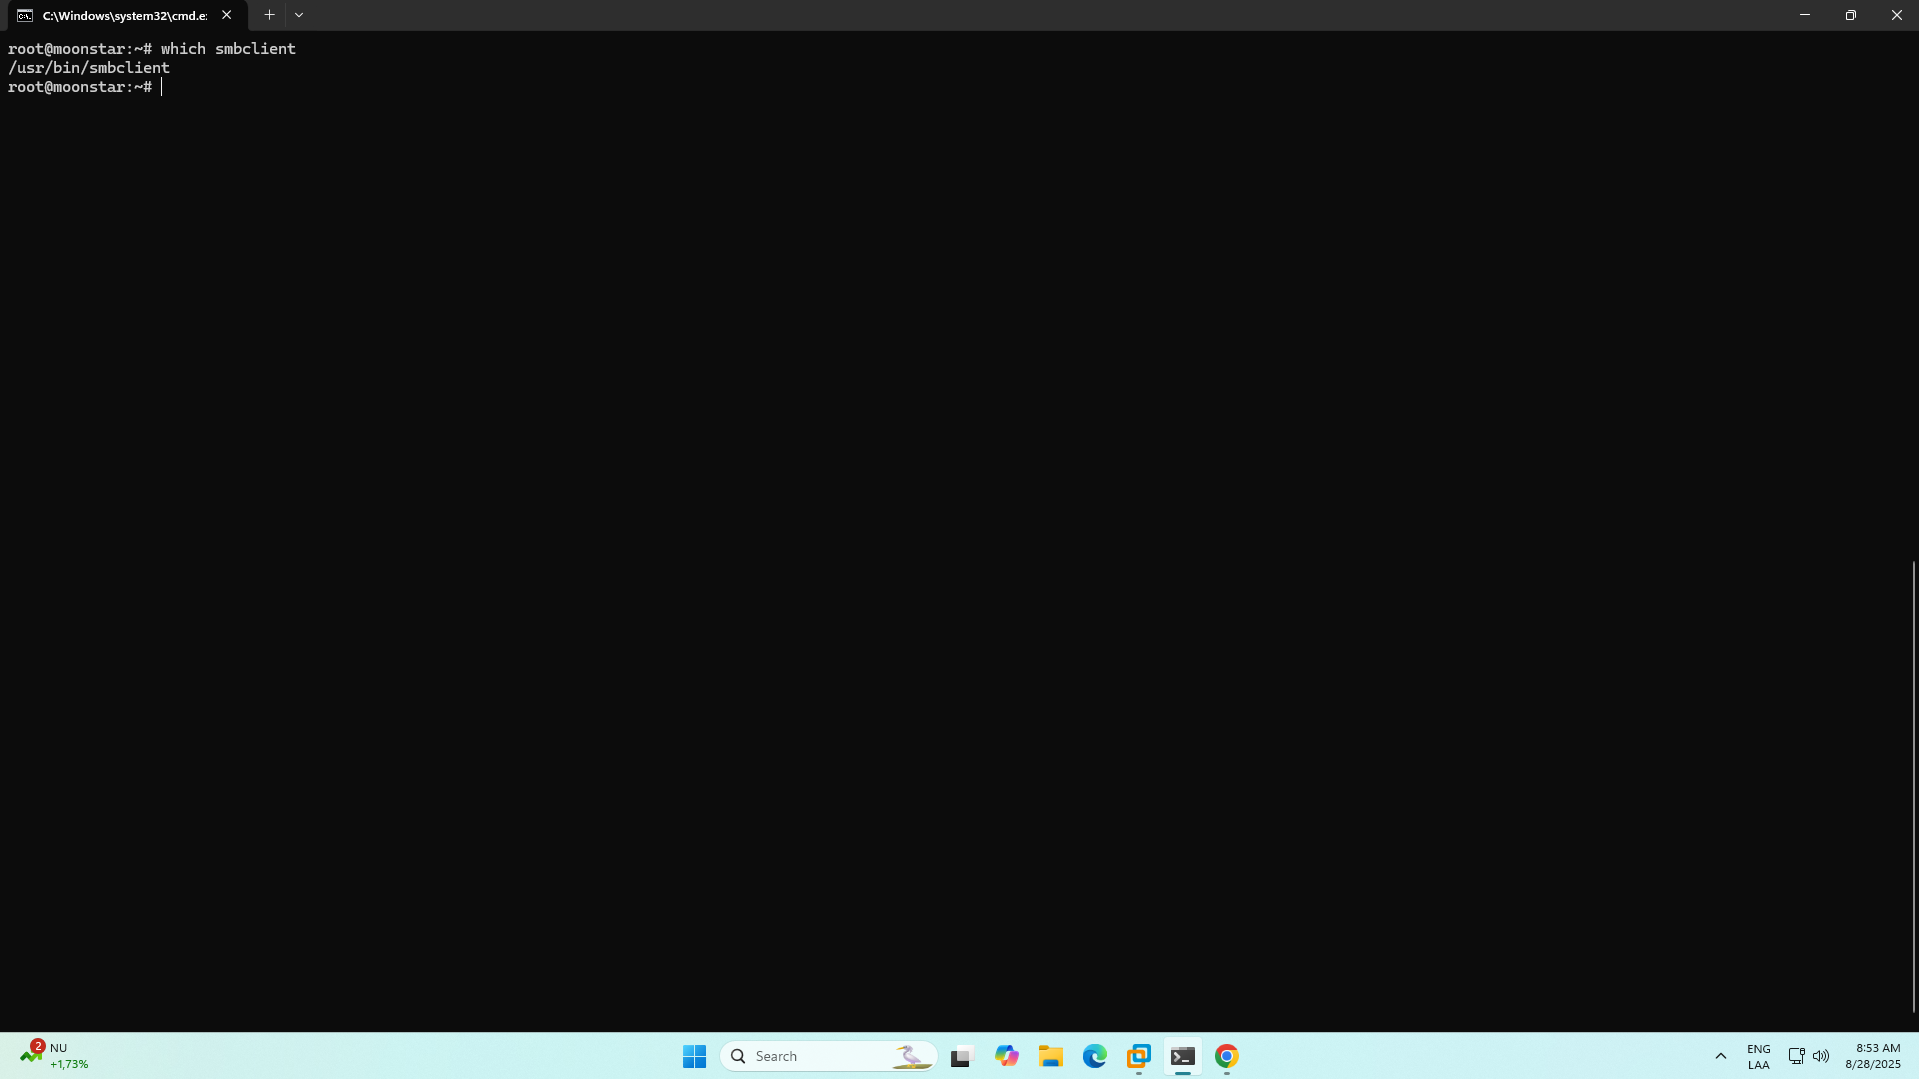 C:\Windows\system32\cmd.e
root@moonstar:~# which smbclient
/usr/bin/smbclient
root@moonstar:~#
2
NU
+1,73%
Search
ENG
LAA
8:53 AM
8/28/2025